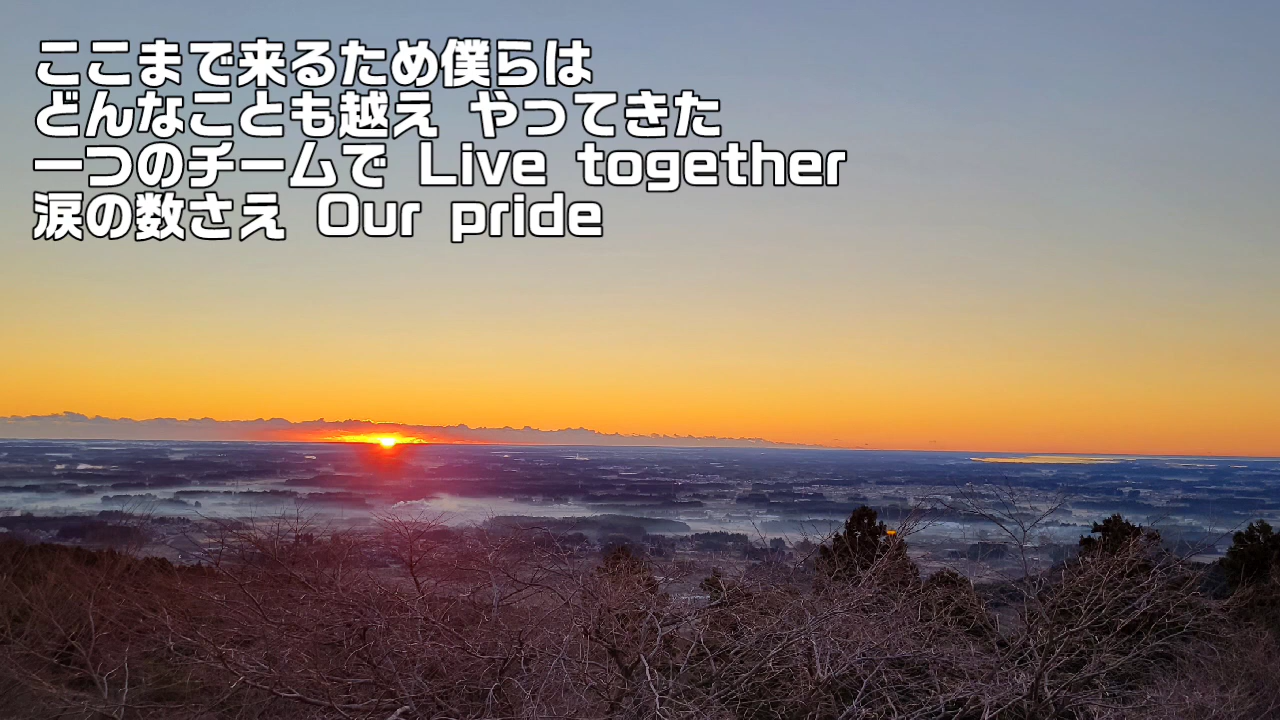 ここまで来るため僕らは
どんなことも越え やってきた
一つのチームで Live together
涙の数さえ Our pride